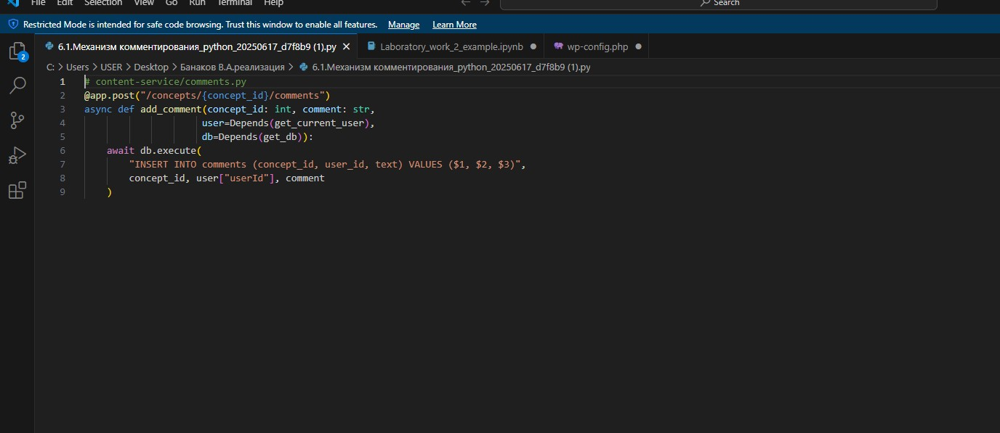 File Edit Selection View Go Run Terminal Help Search
Restricted Mode is intended for safe code browsing. Trust this window to enable all features. Manage Learn More
6.1.Механизм комментирования_python_20250617_d7f8b9 (1).py Laboratory_work_2_example.ipynb wp-config.php
2
C: > Users > USER > Desktop > Банаков В.А.реализация > 6.1.Механизм комментирования_python_20250617_d7f8b9 (1).py
1 # content-service/comments.py
2 @app.post("/concepts/{concept_id}/comments")
3 async def add_comment(concept_id: int, comment: str,
4 user=Depends(get_current_user),
5 db=Depends(get_db)):
6 await db.execute(
7 "INSERT INTO comments (concept_id, user_id, text) VALUES ($1, $2, $3)",
8 concept_id, user["userId"], comment
9 )